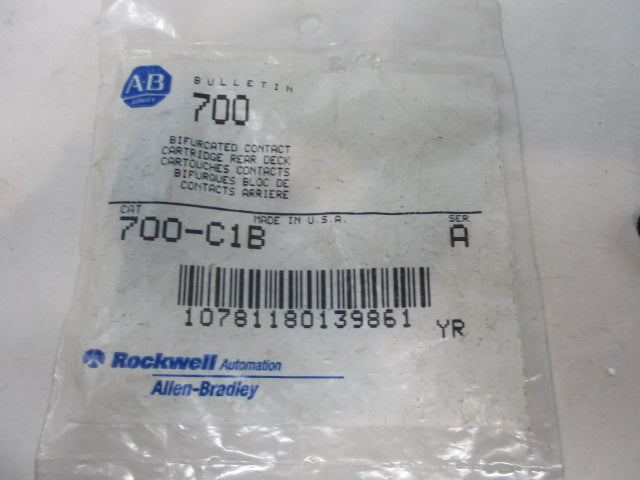 A-B
QUALITY
BULLETIN
700
BIFURCATED CONTACT
CARTRIDGE REAR DECK
CARTOUCHES CONTACTS
BIFURQUES BLOC DE
CONTACTS ARRIERE
CAT MADE IN U.S.A. SER
700-C1B A
10781180139861 YR
Rockwell Automation
Allen-Bradley